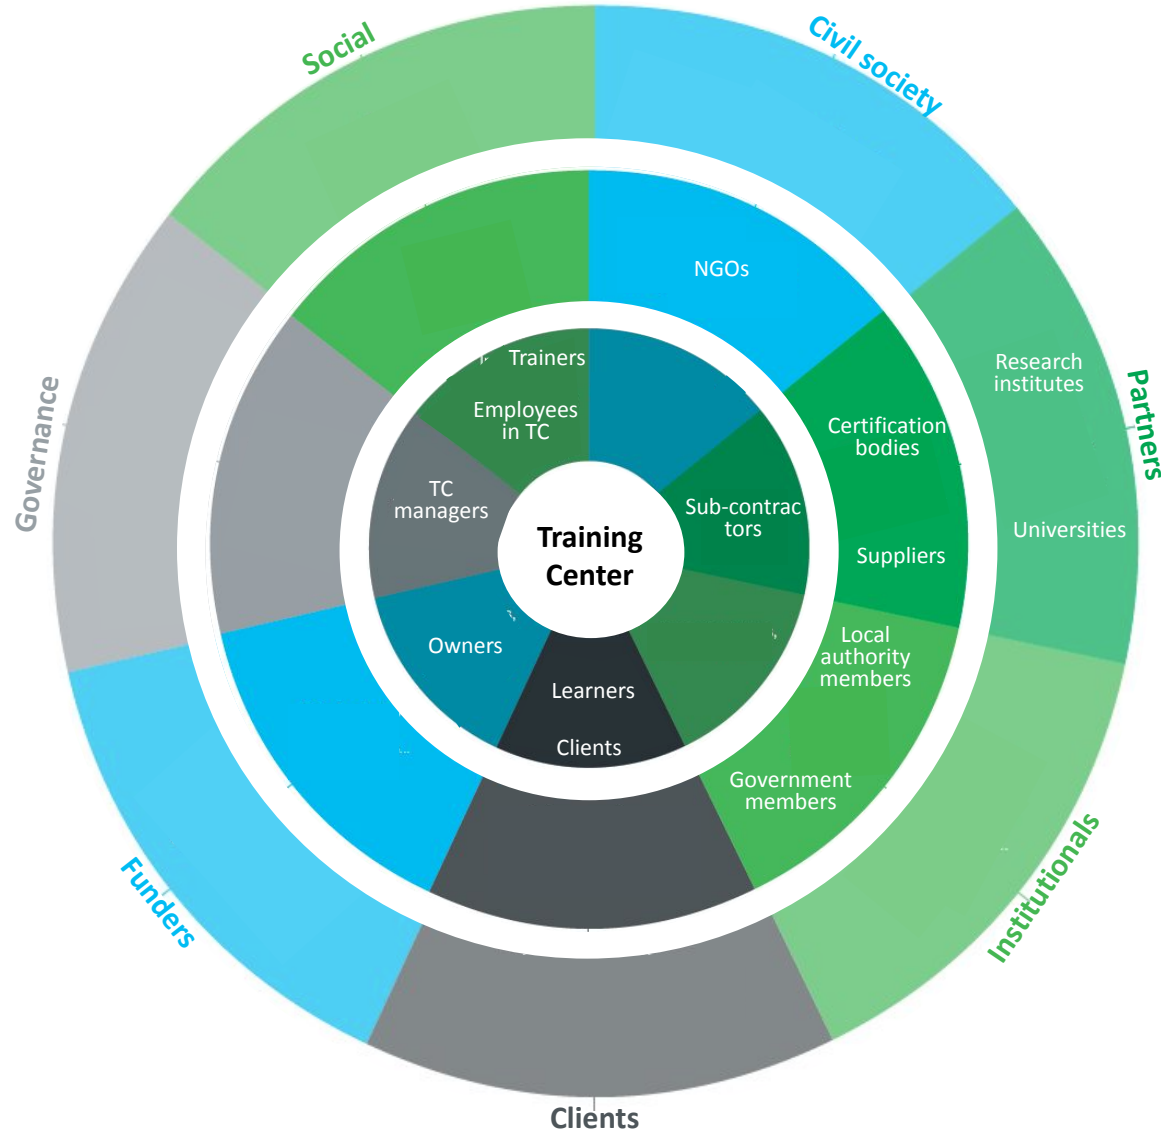 Social
Civil society
NGOs
Trainers
Employees
in TC
Research
institutes
Partners
Governance
Certification
bodies
TC
managers
Sub-contrac
tors
Universities
Training
Center
Suppliers
Owners
Local
authority
members
Learners
Clients
Government
members
Funders
Institutionals
Clients